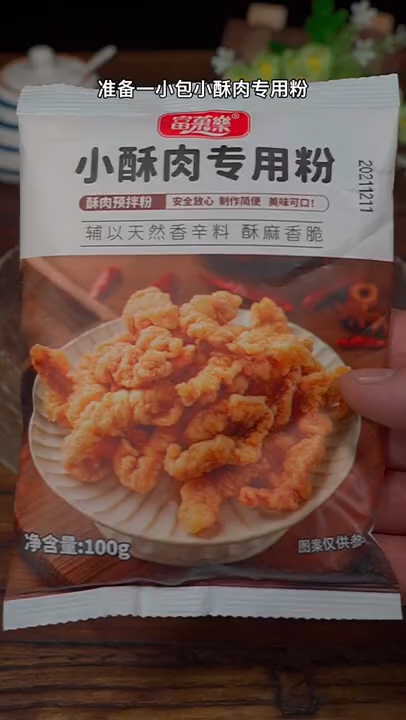 准备一小包小酥肉专用粉
富萬樂®
小酥肉专用粉
酥肉预拌粉 安全放心 制作简便 美味可口!
辅以天然香辛料 酥麻香脆
20211211
净含量:100g
图案仅供参